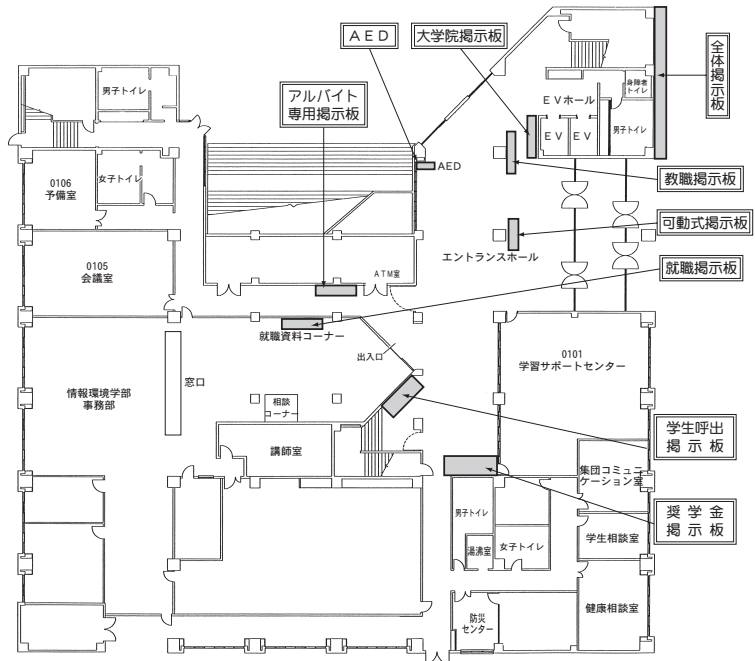 AED
大学院掲示板
全体掲示板
アルバイト
専用掲示板
男子トイレ
身障者
トイレ
EVホール
EV
EV
男子トイレ
AED
教職掲示板
0106
予備室
女子トイレ
可動式掲示板
エントランスホール
0105
会議室
ATM室
就職掲示板
就職資料コーナー
出入口
0101
学習サポートセンター
情報環境学部
事務部
窓口
相談
コーナー
学生呼出
掲示板
講師室
集団コミュニ
ケーション室
奨学金
掲示板
男子トイレ
湯沸室
女子トイレ
学生相談室
防災
センター
健康相談室